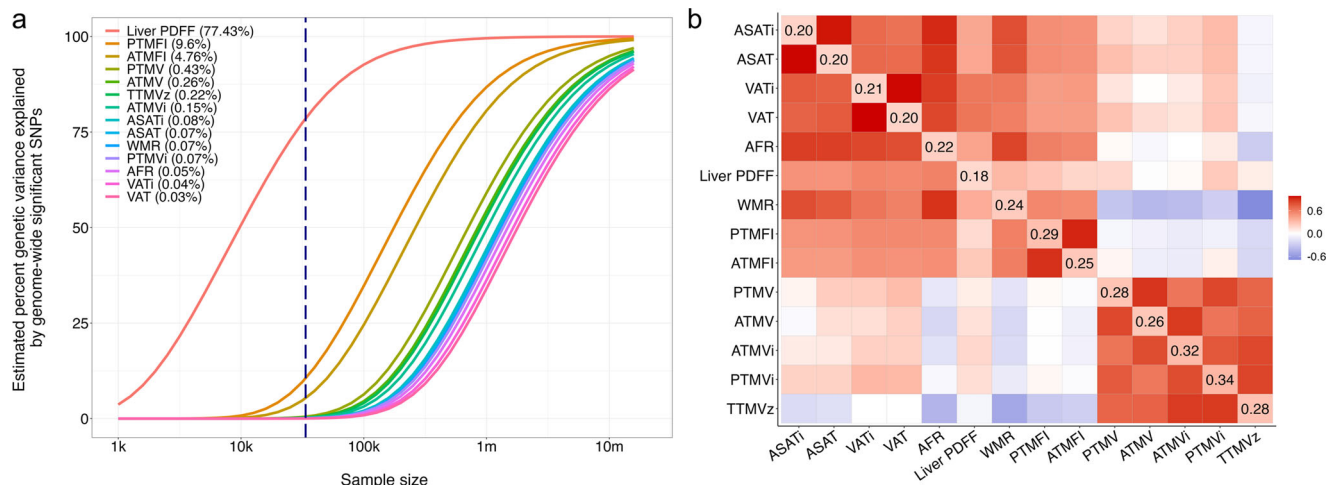 a
Estimated percent genetic variance explained
by genome-wide significant SNPs
100
75
50
25
0
Liver PDFF (77.43%)
PTMFI (9.6%)
ATMFI (4.76%)
PTMV (0.43%)
ATMV (0.26%)
TTMVz (0.22%)
ATMVi (0.15%)
ASATi (0.08%)
ASAT (0.07%)
WMR (0.07%)
PTMVi (0.07%)
AFR (0.05%)
VATi (0.04%)
VAT (0.03%)
1k 10k 100k 1m 10m
Sample size
b
ASATi 0.20
ASAT 0.20
VATi 0.21
VAT 0.20
AFR 0.22
Liver PDFF 0.18
WMR 0.24
PTMFI 0.29
ATMFI 0.25
PTMV 0.28
ATMV 0.26
ATMVi 0.32
PTMVi 0.34
TTMVz 0.28
ASATi ASAT VATi VAT AFR Liver PDFF WMR PTMFI ATMFI PTMV ATMV ATMVi PTMVi TTMVz
0.6
0.0
-0.6